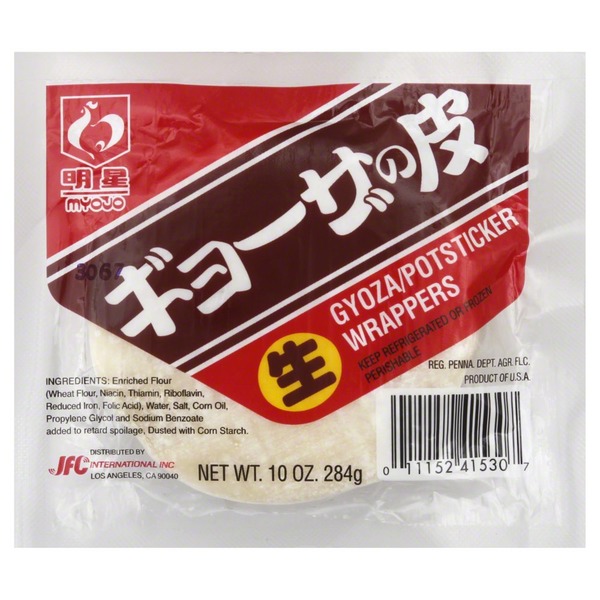 明星
MYOJO
ギョーザの皮
3067
生
GYOZA/POTSTICKER
WRAPPERS
KEEP REFRIGERATED OR FROZEN
PERISHABLE
REG. PENNA. DEPT. AGR. FLC.
PRODUCT OF U.S.A.
INGREDIENTS: Enriched Flour
(Wheat Flour, Niacin, Thiamin, Riboflavin,
Reduced Iron, Folic Acid), Water, Salt, Corn Oil,
Propylene Glycol and Sodium Benzoate
added to retard spoilage, Dusted with Corn Starch.
DISTRIBUTED BY
JFC INTERNATIONAL INC
LOS ANGELES, CA 90040
NET WT. 10 OZ. 284g
0 11152 41530 7